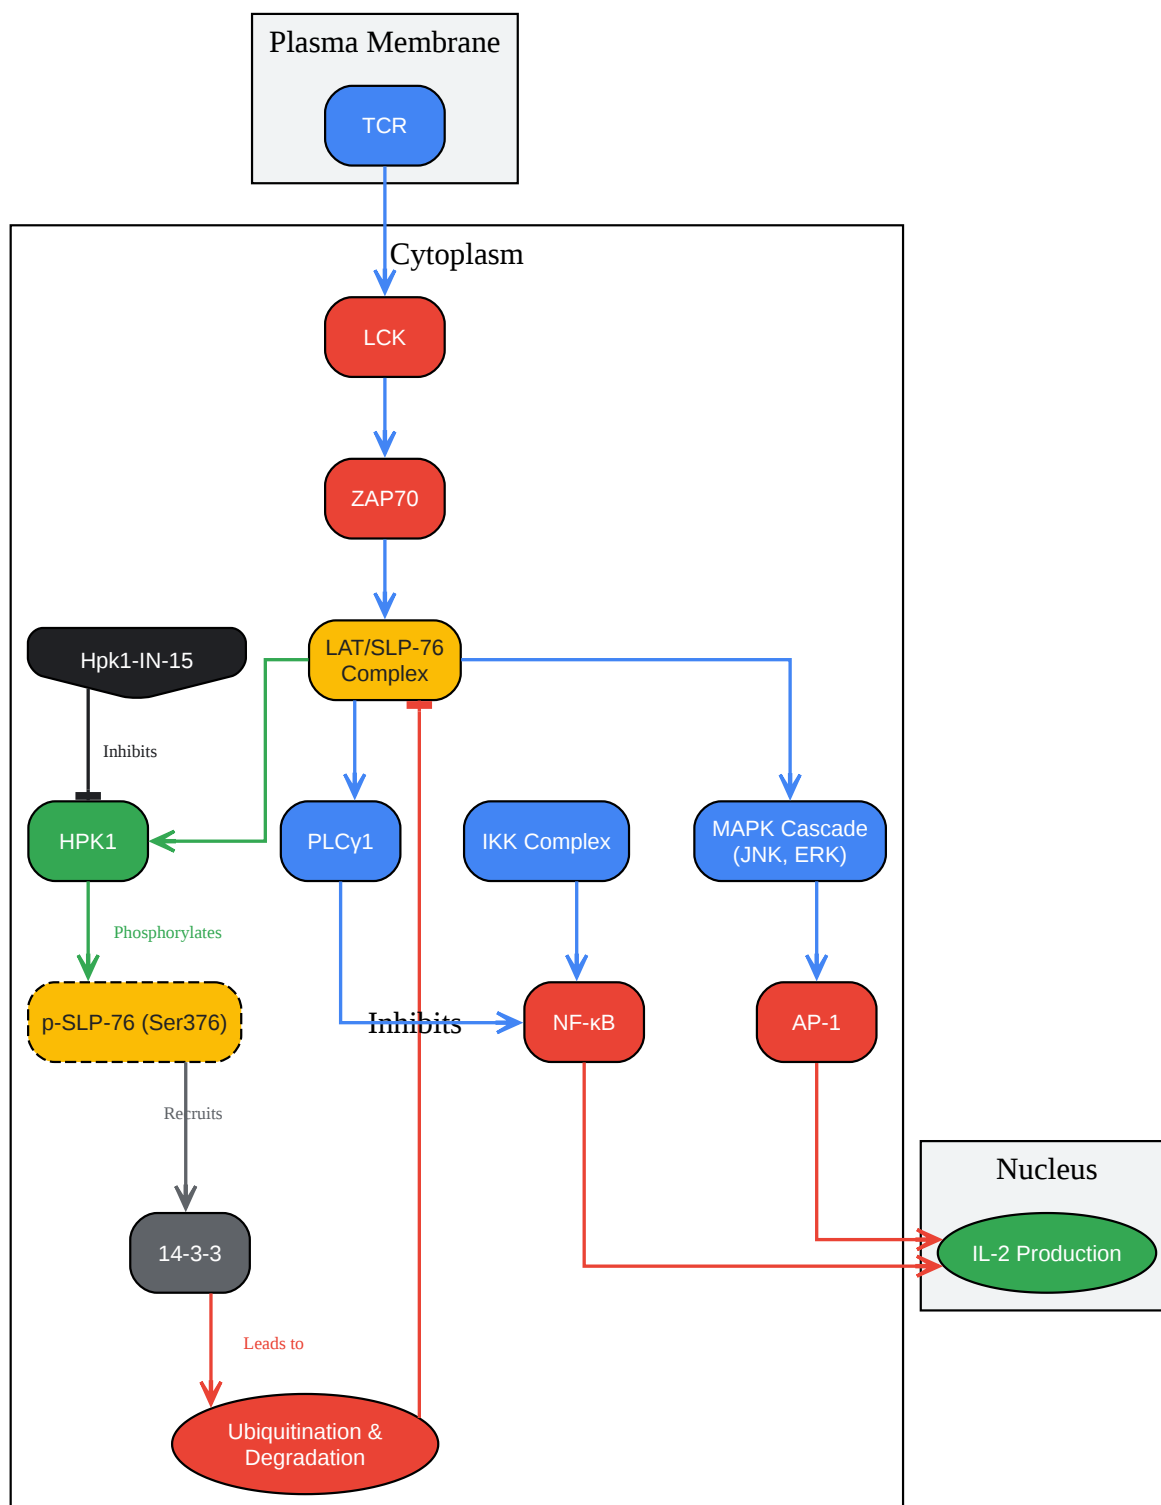 Plasma Membrane
TCR
Cytoplasm
LCK
ZAP70
Hpk1-IN-15
LAT/SLP-76
Complex
Inhibits
HPK1
PLCγ1
IKK Complex
MAPK Cascade
(JNK, ERK)
Phosphorylates
p-SLP-76 (Ser376)
Inhibits
NF-κB
AP-1
Recruits
Nucleus
14-3-3
IL-2 Production
Leads to
Ubiquitination &
Degradation